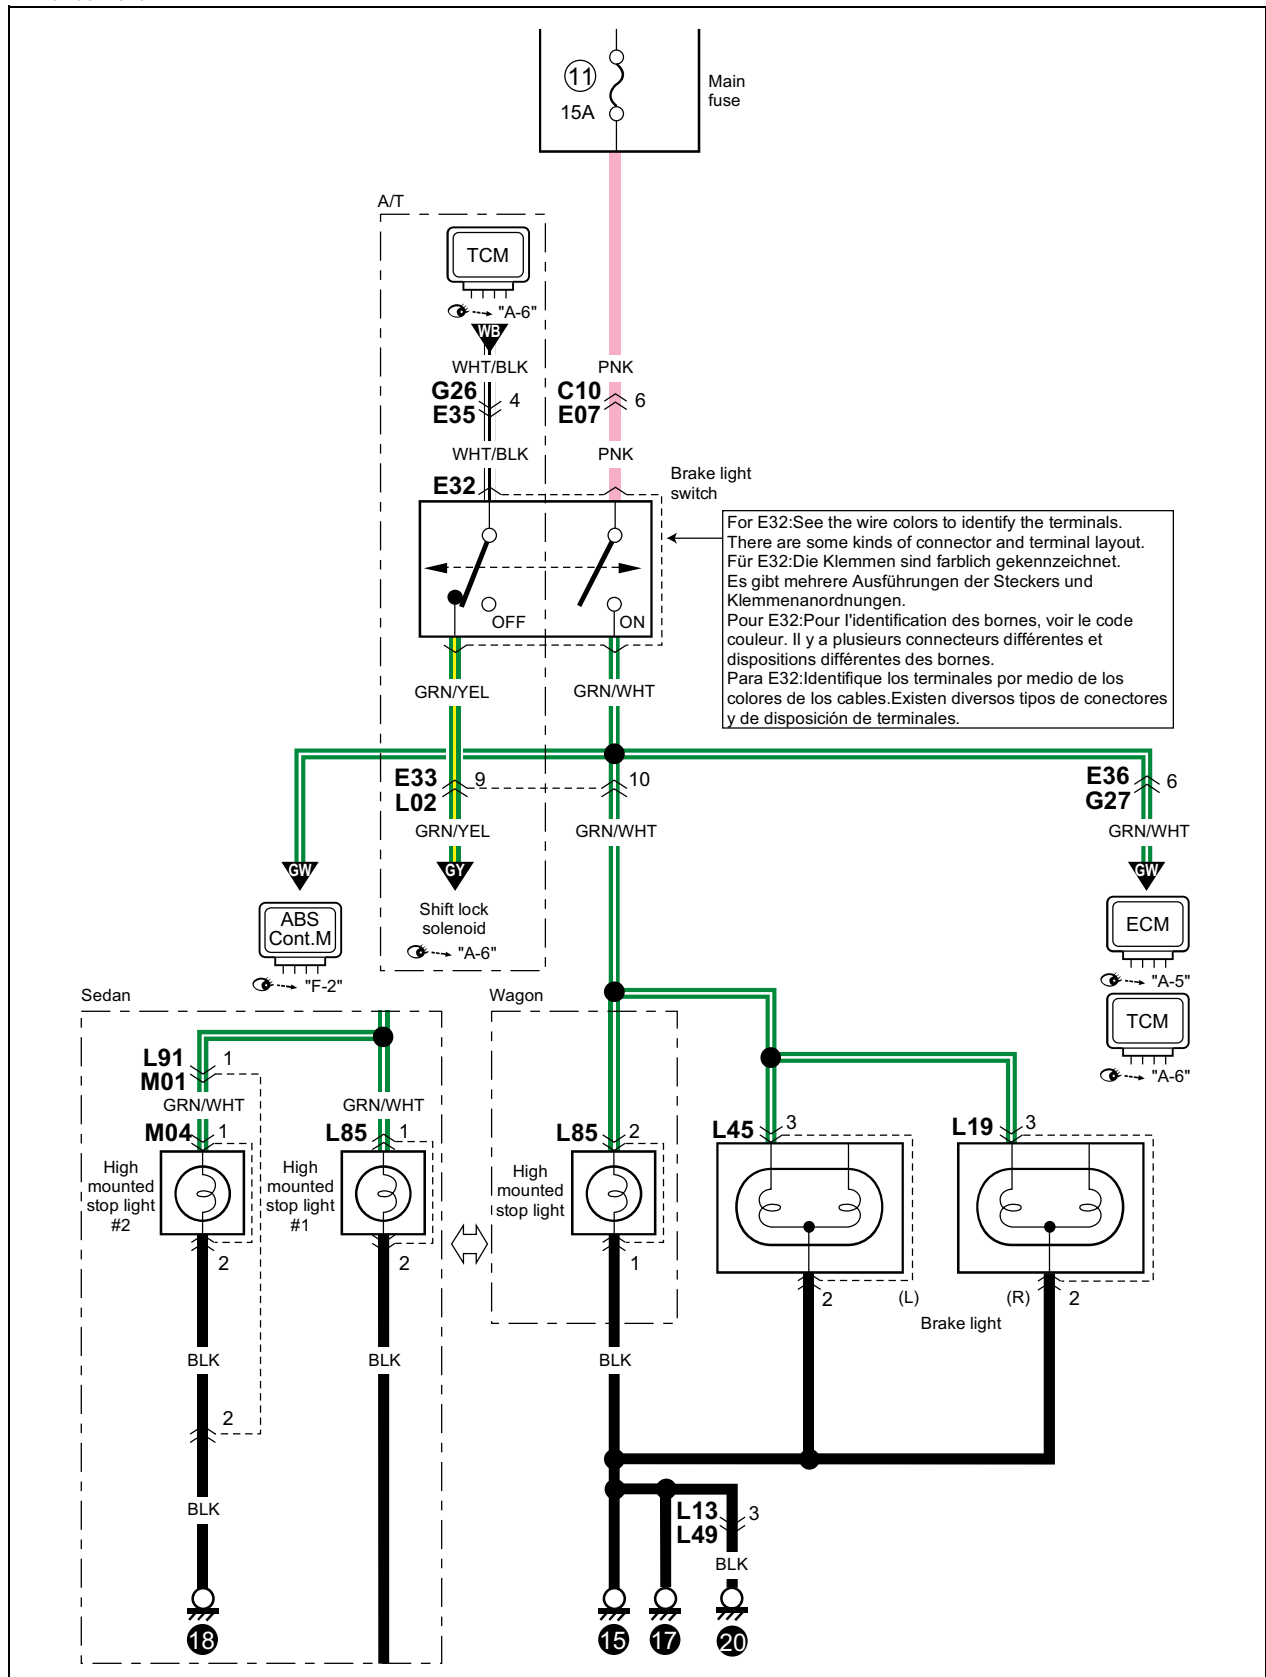 11
15A
Main
fuse
A/T
TCM
"A-6"
WB
WHT/BLK
PNK
G26
E35
4
C10
E07
6
WHT/BLK
PNK
E32
Brake light
switch
OFF
ON
For E32:See the wire colors to identify the terminals.
There are some kinds of connector and terminal layout.
Für E32:Die Klemmen sind farblich gekennzeichnet.
Es gibt mehrere Ausführungen der Steckers und
Klemmenanordnungen.
Pour E32:Pour l'identification des bornes, voir le code
couleur. Il y a plusieurs connecteurs différentes et
dispositions différentes des bornes.
Para E32:Identifique los terminales por medio de los
colores de los cables.Existen diversos tipos de conectores
y de disposición de terminales.
GRN/YEL
GRN/WHT
E33
L02
9
10
E36
G27
6
GRN/YEL
GRN/WHT
GRN/WHT
GW
GY
GW
ABS
Cont.M
"F-2"
Shift lock
solenoid
"A-6"
ECM
"A-5"
TCM
"A-6"
Sedan
Wagon
L91
M01
1
GRN/WHT
GRN/WHT
M04
1
L85
1
L85
2
L45
3
L19
3
High
mounted
stop light
#2
High
mounted
stop light
#1
High
mounted
stop light
2
2
1
2
(L)
(R)
2
Brake light
BLK
BLK
BLK
2
BLK
L13
L49
3
BLK
18
15
17
20